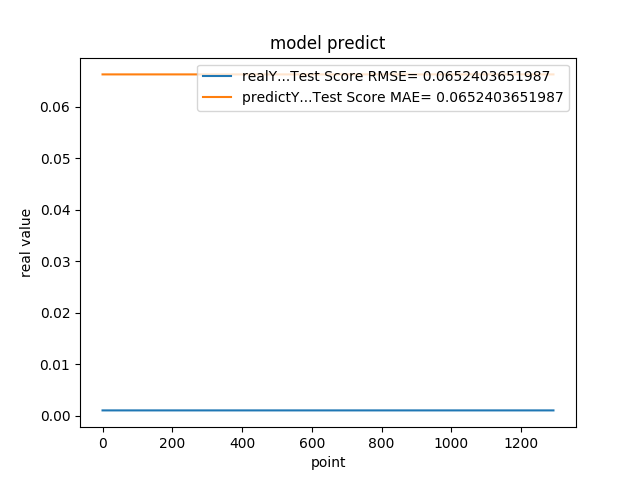 model predict
realY...Test Score RMSE= 0.0652403651987
predictY...Test Score MAE= 0.0652403651987
0.06
0.05
0.04
0.03
0.02
0.01
0.00
real value
0 200 400 600 800 1000 1200
point